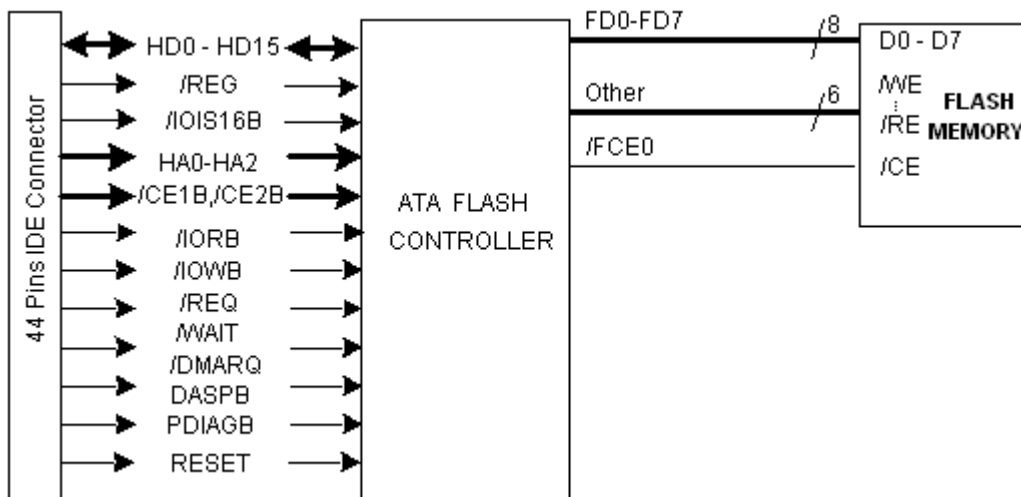 44 Pins IDE Connector
HD0 - HD15
/REG
/IOIS16B
HA0-HA2
/CE1B,/CE2B
/IORB
/IOWB
/REQ
/WAIT
/DMARQ
DASPB
PDIAGB
RESET
ATA FLASH
CONTROLLER
FD0-FD7
/8
Other
/6
/FCE0
D0 - D7
/WE
/RE
/CE
FLASH
MEMORY